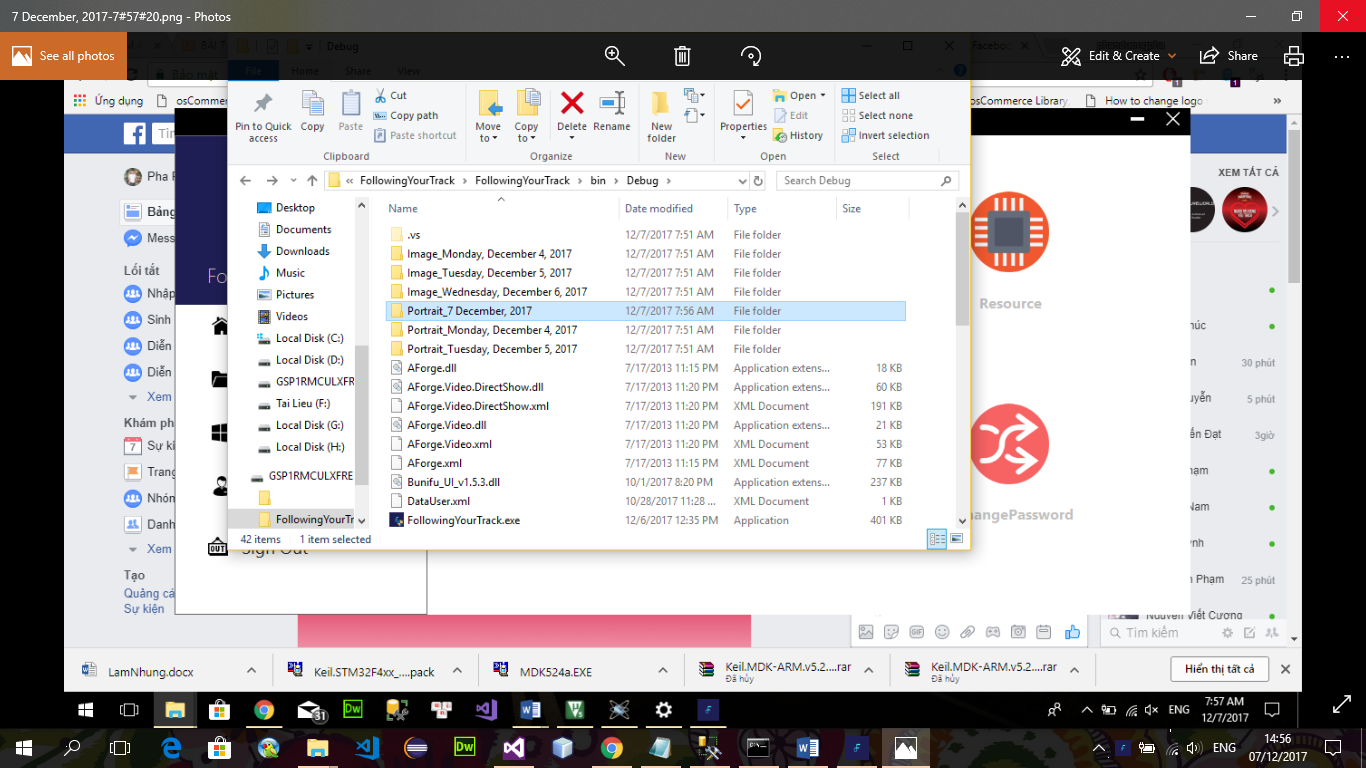 7 December, 2017-7#57#20.png - Photos
See all photos
Debug
Edit & Create
Share
File
Home
Share
View
Ứng dụng
osCommer
osCommerce Library
How to change logo
»
Pin to Quick access
Copy
Paste
Cut
Copy path
Paste shortcut
Clipboard
Move to
Copy to
Delete
Rename
Organize
New folder
New
Properties
Open
Edit
History
Open
Select all
Select none
Invert selection
Select
« FollowingYourTrack > FollowingYourTrack > bin > Debug >
Search Debug
Name Date modified Type Size
.vs 12/7/2017 7:51 AM File folder
Image_Monday, December 4, 2017 12/7/2017 7:51 AM File folder
Image_Tuesday, December 5, 2017 12/7/2017 7:51 AM File folder
Image_Wednesday, December 6, 2017 12/7/2017 7:51 AM File folder
Portrait_7 December, 2017 12/7/2017 7:56 AM File folder
Portrait_Monday, December 4, 2017 12/7/2017 7:51 AM File folder
Portrait_Tuesday, December 5, 2017 12/7/2017 7:51 AM File folder
AForge.dll 7/17/2013 11:15 PM Application extens... 18 KB
AForge.Video.DirectShow.dll 7/17/2013 11:20 PM Application extens... 60 KB
AForge.Video.DirectShow.xml 7/17/2013 11:20 PM XML Document 191 KB
AForge.Video.dll 7/17/2013 11:20 PM Application extens... 21 KB
AForge.Video.xml 7/17/2013 11:20 PM XML Document 53 KB
AForge.xml 7/17/2013 11:15 PM XML Document 77 KB
Bunifu_UI_v1.5.3.dll 10/1/2017 8:20 PM Application extens... 237 KB
DataUser.xml 10/28/2017 11:28 ... XML Document 1 KB
FollowingYourTrack.exe 12/6/2017 12:35 PM Application 401 KB
Desktop
Documents
Downloads
Music
Pictures
Videos
Local Disk (C:)
Local Disk (D:)
GSP1RMCULXFR
Tai Lieu (F:)
Local Disk (G:)
Local Disk (H:)
GSP1RMCULXFRE
FollowingYourTr
42 items 1 item selected
Tìm
Pha
Bảng
Mess
Lối tắt
Nhập
Sinh
Diễn
Diễn
Xem
Khám ph
7
Sự ki
Trang
Nhóm
Danh
Xem
Tạo
Quảng cá
Sự kiện
Fo
OUT
Sign Out
Resource
hangePassword
XEM TẤT CẢ
húc
30 phút
uyễn 5 phút
ến Đạt 3giờ
hạm
Nam
nh
Phạm 25 phút
Nguyễn Viết Cương
GIF
Tìm kiếm
LamNhung.docx
Keil.STM32F4xx_....pack
MDK524a.EXE
Keil.MDK-ARM.v5.2....rar
Đã hủy
Keil.MDK-ARM.v5.2....rar
Đã hủy
Hiển thị tất cả
31
Dw
ENG
7:57 AM
12/7/2017
Dw
ENG
14:56
07/12/2017